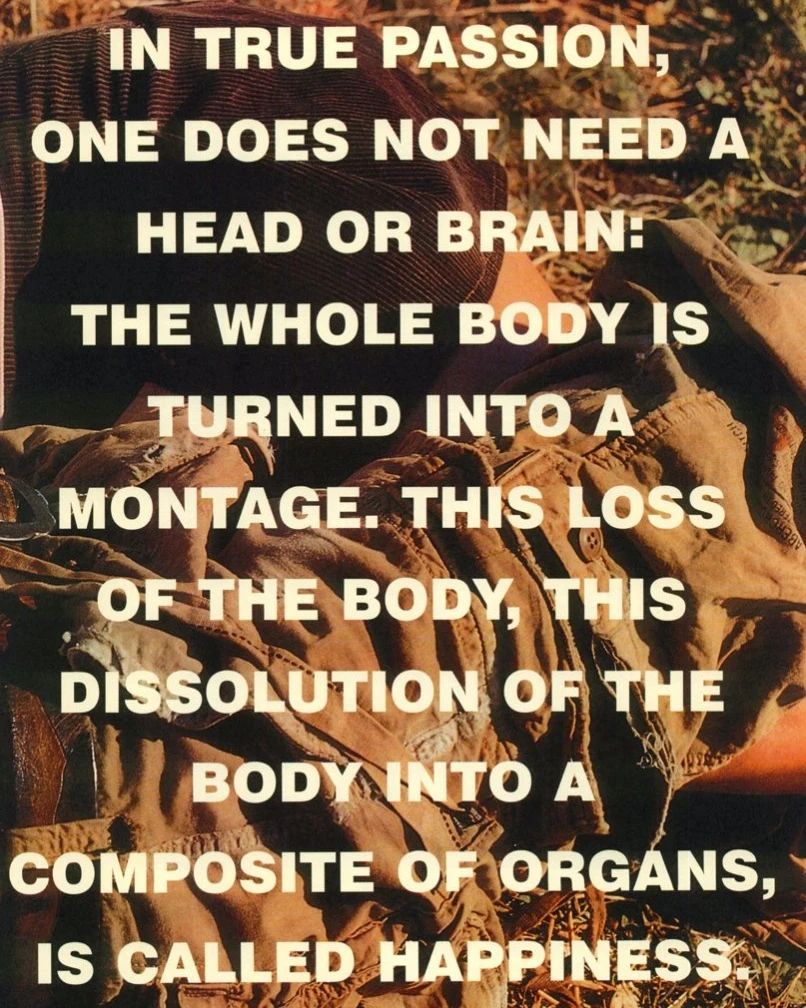 IN TRUE PASSION,
ONE DOES NOT NEED A
HEAD OR BRAIN:
THE WHOLE BODY IS
TURNED INTO A
MONTAGE. THIS LOSS
OF THE BODY, THIS
DISSOLUTION OF THE
BODY INTO A
COMPOSITE OF ORGANS,
IS CALLED HAPPINESS.